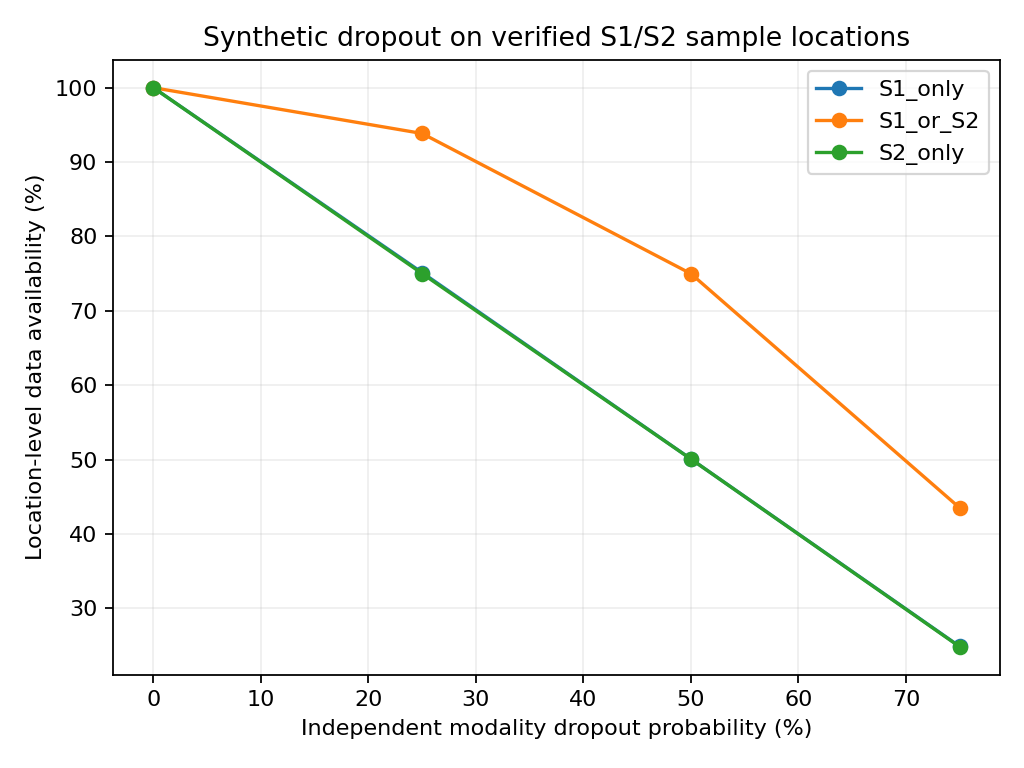 Synthetic dropout on verified S1/S2 sample locations
S1_only
S1_or_S2
S2_only
Location-level data availability (%)
100
90
80
70
60
50
40
30
0 10 20 30 40 50 60 70
Independent modality dropout probability (%)